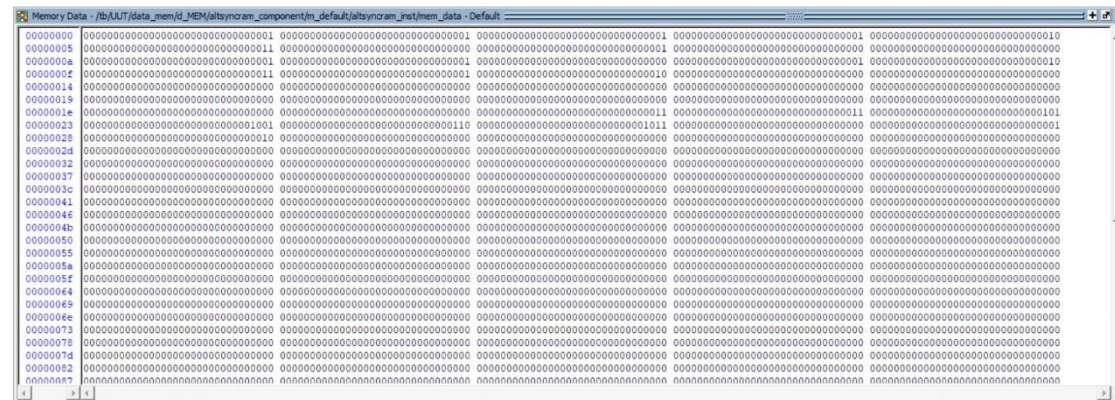 Memory Data - /tb/UUT/data_mem/d_MEM/altsyncram_component/m_default/altsyncram_inst/mem_data - Default
00000000 00000000000000000000000000000001 00000000000000000000000000000001 00000000000000000000000000000001 00000000000000000000000000000001 00000000000000000000000000000010
00000005 00000000000000000000000000000011 00000000000000000000000000000000 00000000000000000000000000000001 00000000000000000000000000000000 00000000000000000000000000000000
0000000a 00000000000000000000000000000001 00000000000000000000000000000001 00000000000000000000000000000000 00000000000000000000000000000001 00000000000000000000000000000010
0000000f 00000000000000000000000000000011 00000000000000000000000000000001 00000000000000000000000000000010 00000000000000000000000000000000 00000000000000000000000000000000
00000014 00000000000000000000000000000000 00000000000000000000000000000000 00000000000000000000000000000000 00000000000000000000000000000000 00000000000000000000000000000000
00000019 00000000000000000000000000000000 00000000000000000000000000000000 00000000000000000000000000000000 00000000000000000000000000000000 00000000000000000000000000000000
0000001e 00000000000000000000000000000000 00000000000000000000000000000000 00000000000000000000000000000011 00000000000000000000000000000011 00000000000000000000000000000101
00000023 00000000000000000000000000001001 00000000000000000000000000000110 00000000000000000000000000001011 00000000000000000000000000000000 00000000000000000000000000000001
00000028 00000000000000000000000000000010 00000000000000000000000000000000 00000000000000000000000000000000 00000000000000000000000000000000 00000000000000000000000000000000
0000002d 00000000000000000000000000000000 00000000000000000000000000000000 00000000000000000000000000000000 00000000000000000000000000000000 00000000000000000000000000000000
00000032 00000000000000000000000000000000 00000000000000000000000000000000 00000000000000000000000000000000 00000000000000000000000000000000 00000000000000000000000000000000
00000037 00000000000000000000000000000000 00000000000000000000000000000000 00000000000000000000000000000000 00000000000000000000000000000000 00000000000000000000000000000000
0000003c 00000000000000000000000000000000 00000000000000000000000000000000 00000000000000000000000000000000 00000000000000000000000000000000 00000000000000000000000000000000
00000041 00000000000000000000000000000000 00000000000000000000000000000000 00000000000000000000000000000000 00000000000000000000000000000000 00000000000000000000000000000000
00000046 00000000000000000000000000000000 00000000000000000000000000000000 00000000000000000000000000000000 00000000000000000000000000000000 00000000000000000000000000000000
0000004b 00000000000000000000000000000000 00000000000000000000000000000000 00000000000000000000000000000000 00000000000000000000000000000000 00000000000000000000000000000000
00000050 00000000000000000000000000000000 00000000000000000000000000000000 00000000000000000000000000000000 00000000000000000000000000000000 00000000000000000000000000000000
00000055 00000000000000000000000000000000 00000000000000000000000000000000 00000000000000000000000000000000 00000000000000000000000000000000 00000000000000000000000000000000
0000005a 00000000000000000000000000000000 00000000000000000000000000000000 00000000000000000000000000000000 00000000000000000000000000000000 00000000000000000000000000000000
0000005f 00000000000000000000000000000000 00000000000000000000000000000000 00000000000000000000000000000000 00000000000000000000000000000000 00000000000000000000000000000000
00000064 00000000000000000000000000000000 00000000000000000000000000000000 00000000000000000000000000000000 00000000000000000000000000000000 00000000000000000000000000000000
00000069 00000000000000000000000000000000 00000000000000000000000000000000 00000000000000000000000000000000 00000000000000000000000000000000 00000000000000000000000000000000
0000006e 00000000000000000000000000000000 00000000000000000000000000000000 00000000000000000000000000000000 00000000000000000000000000000000 00000000000000000000000000000000
00000073 00000000000000000000000000000000 00000000000000000000000000000000 00000000000000000000000000000000 00000000000000000000000000000000 00000000000000000000000000000000
00000078 00000000000000000000000000000000 00000000000000000000000000000000 00000000000000000000000000000000 00000000000000000000000000000000 00000000000000000000000000000000
0000007d 00000000000000000000000000000000 00000000000000000000000000000000 00000000000000000000000000000000 00000000000000000000000000000000 00000000000000000000000000000000
00000082 00000000000000000000000000000000 00000000000000000000000000000000 00000000000000000000000000000000 00000000000000000000000000000000 00000000000000000000000000000000
00000087 00000000000000000000000000000000 00000000000000000000000000000000 00000000000000000000000000000000 00000000000000000000000000000000 00000000000000000000000000000000